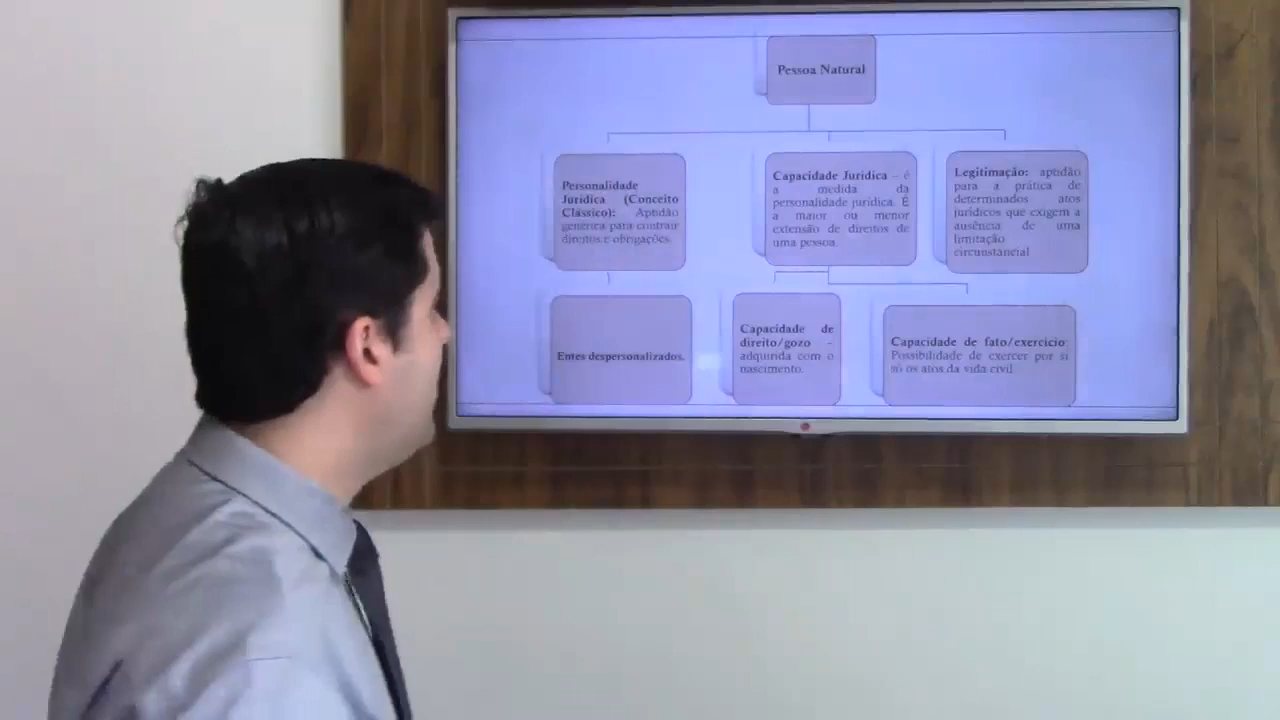 Pessoa Natural
Personalidade
Jurídica (Conceito
Clássico): Aptidão
genérica para contrair
direitos e obrigações.
Capacidade Jurídica – é
a medida da
personalidade jurídica. É
a maior ou menor
extensão de direitos de
uma pessoa.
Legitimação: aptidão
para a prática de
determinados atos
jurídicos que exigem a
ausência de uma
limitação
circunstancial
Entes despersonalizados.
Capacidade de
direito/gozo –
adquirida com o
nascimento.
Capacidade de fato/exercício:
Possibilidade de exercer por si
só os atos da vida civil